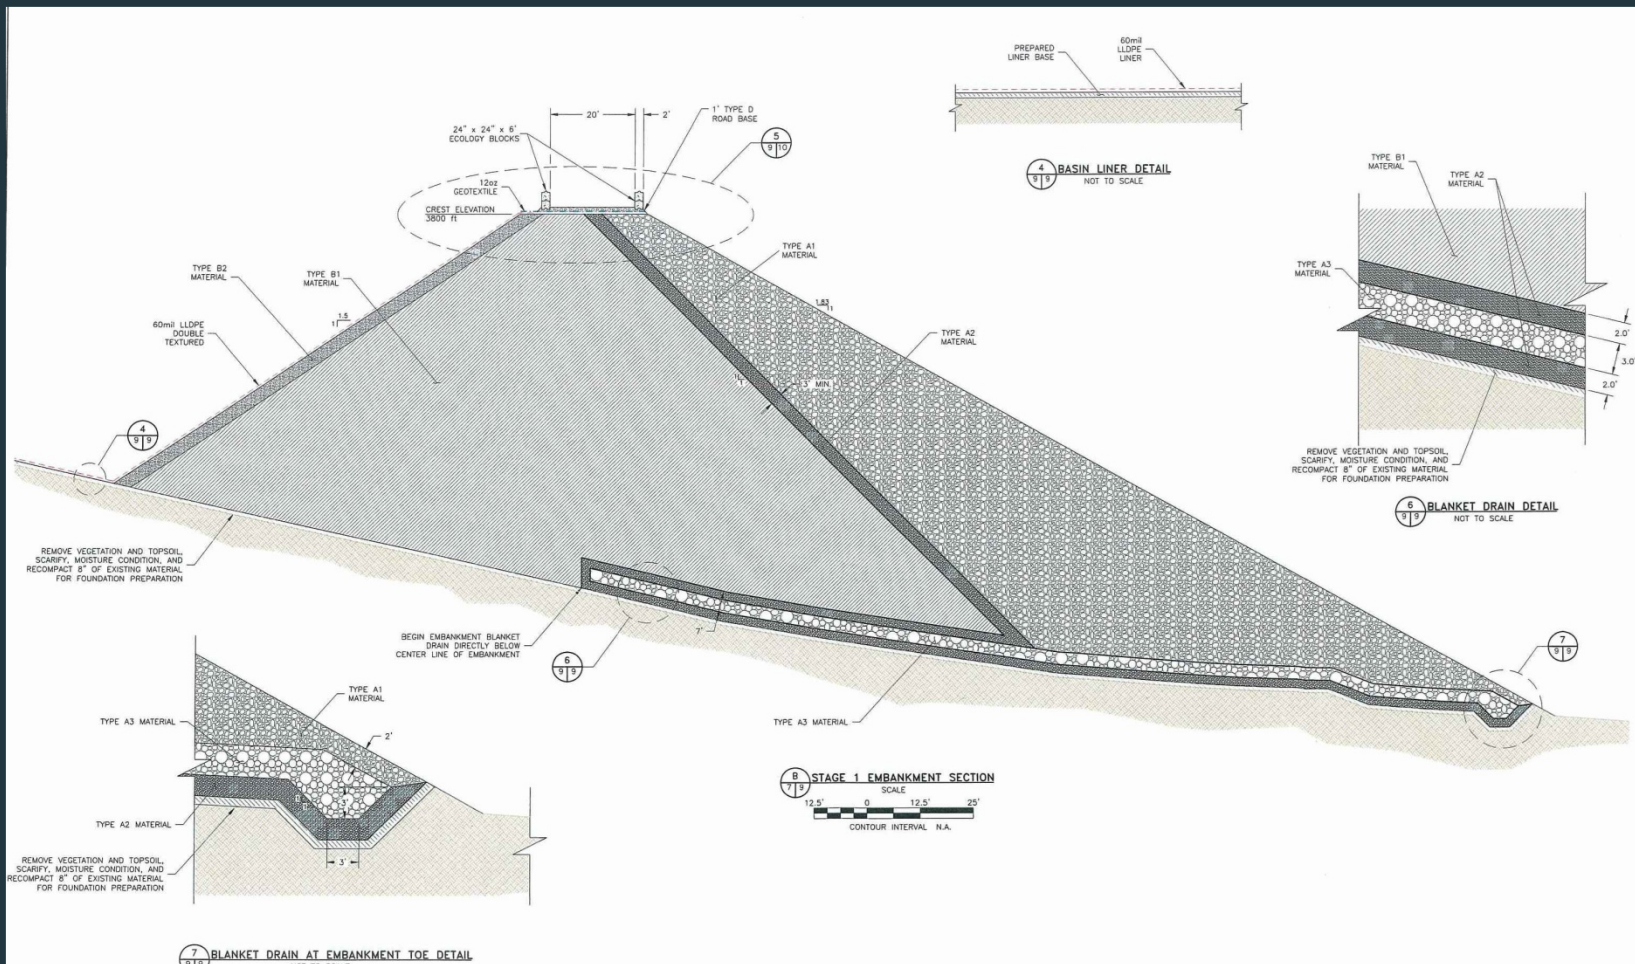 PREPARED
LINER BASE
60mil
LLDPE
LINER
4
9 9
BASIN LINER DETAIL
NOT TO SCALE
20'
2'
1' TYPE D
ROAD BASE
24" x 24" x 6'
ECOLOGY BLOCKS
5
9 10
12oz
GEOTEXTILE
CREST ELEVATION
3800 ft
TYPE A1
MATERIAL
TYPE B2
MATERIAL
TYPE B1
MATERIAL
1.5
1
1.83
1
60mil LLDPE
DOUBLE
TEXTURED
TYPE A2
MATERIAL
1
1
3' MIN.
4
9 9
REMOVE VEGETATION AND TOPSOIL,
SCARIFY, MOISTURE CONDITION, AND
RECOMPACT 8" OF EXISTING MATERIAL
FOR FOUNDATION PREPARATION
7'
BEGIN EMBANKMENT BLANKET
DRAIN DIRECTLY BELOW
CENTER LINE OF EMBANKMENT
6
9 9
TYPE A3 MATERIAL
7
9 9
B
7 9
STAGE 1 EMBANKMENT SECTION
SCALE
12.5' 0 12.5' 25'
CONTOUR INTERVAL N.A.
TYPE B1
MATERIAL
TYPE A2
MATERIAL
TYPE A3
MATERIAL
2.0'
3.0'
2.0'
REMOVE VEGETATION AND TOPSOIL,
SCARIFY, MOISTURE CONDITION, AND
RECOMPACT 8" OF EXISTING MATERIAL
FOR FOUNDATION PREPARATION
6
9 9
BLANKET DRAIN DETAIL
NOT TO SCALE
TYPE A1
MATERIAL
TYPE A3 MATERIAL
2'
3'
TYPE A2 MATERIAL
3'
REMOVE VEGETATION AND TOPSOIL,
SCARIFY, MOISTURE CONDITION, AND
RECOMPACT 8" OF EXISTING MATERIAL
FOR FOUNDATION PREPARATION
7
9 9
BLANKET DRAIN AT EMBANKMENT TOE DETAIL